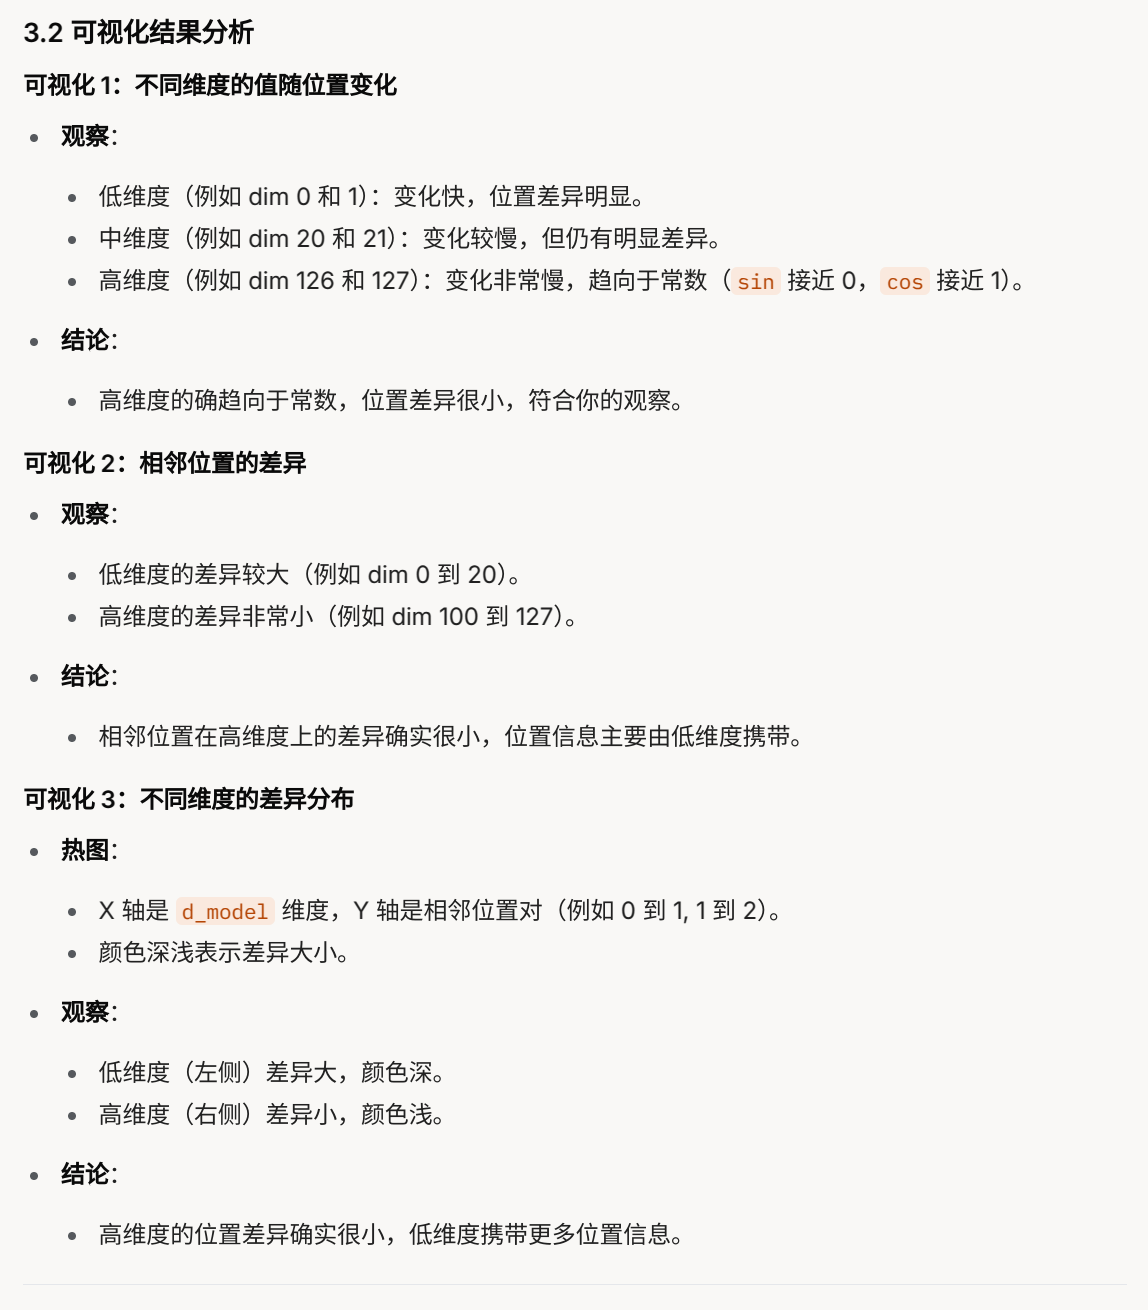 3.2 可视化结果分析
可视化 1：不同维度的值随位置变化
观察：
低维度（例如 dim 0 和 1）：变化快，位置差异明显。
中维度（例如 dim 20 和 21）：变化较慢，但仍有明显差异。
高维度（例如 dim 126 和 127）：变化非常慢，趋向于常数（sin 接近 0，cos 接近 1）。
结论：
高维度的确趋向于常数，位置差异很小，符合你的观察。
可视化 2：相邻位置的差异
观察：
低维度的差异较大（例如 dim 0 到 20）。
高维度的差异非常小（例如 dim 100 到 127）。
结论：
相邻位置在高维度上的差异确实很小，位置信息主要由低维度携带。
可视化 3：不同维度的差异分布
热图：
X 轴是 d_model 维度，Y 轴是相邻位置对（例如 0 到 1, 1 到 2）。
颜色深浅表示差异大小。
观察：
低维度（左侧）差异大，颜色深。
高维度（右侧）差异小，颜色浅。
结论：
高维度的位置差异确实很小，低维度携带更多位置信息。